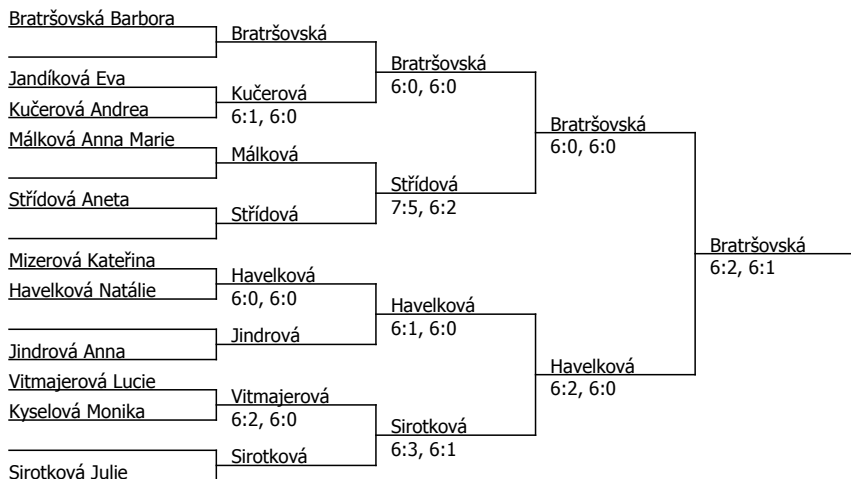 Bratršovská Barbora
Bratršovská
Bratršovská
6:0, 6:0
Jandíková Eva
Kučerová
6:1, 6:0
Kučerová Andrea
Bratršovská
6:0, 6:0
Málková Anna Marie
Málková
Střídová
7:5, 6:2
Střídová Aneta
Střídová
Bratršovská
6:2, 6:1
Mizerová Kateřina
Havelková
6:0, 6:0
Havelková Natálie
Havelková
6:1, 6:0
Jindrová
Jindrová Anna
Havelková
6:2, 6:0
Vitmajerová Lucie
Vitmajerová
6:2, 6:0
Kyselová Monika
Sirotková
6:3, 6:1
Sirotková
Sirotková Julie